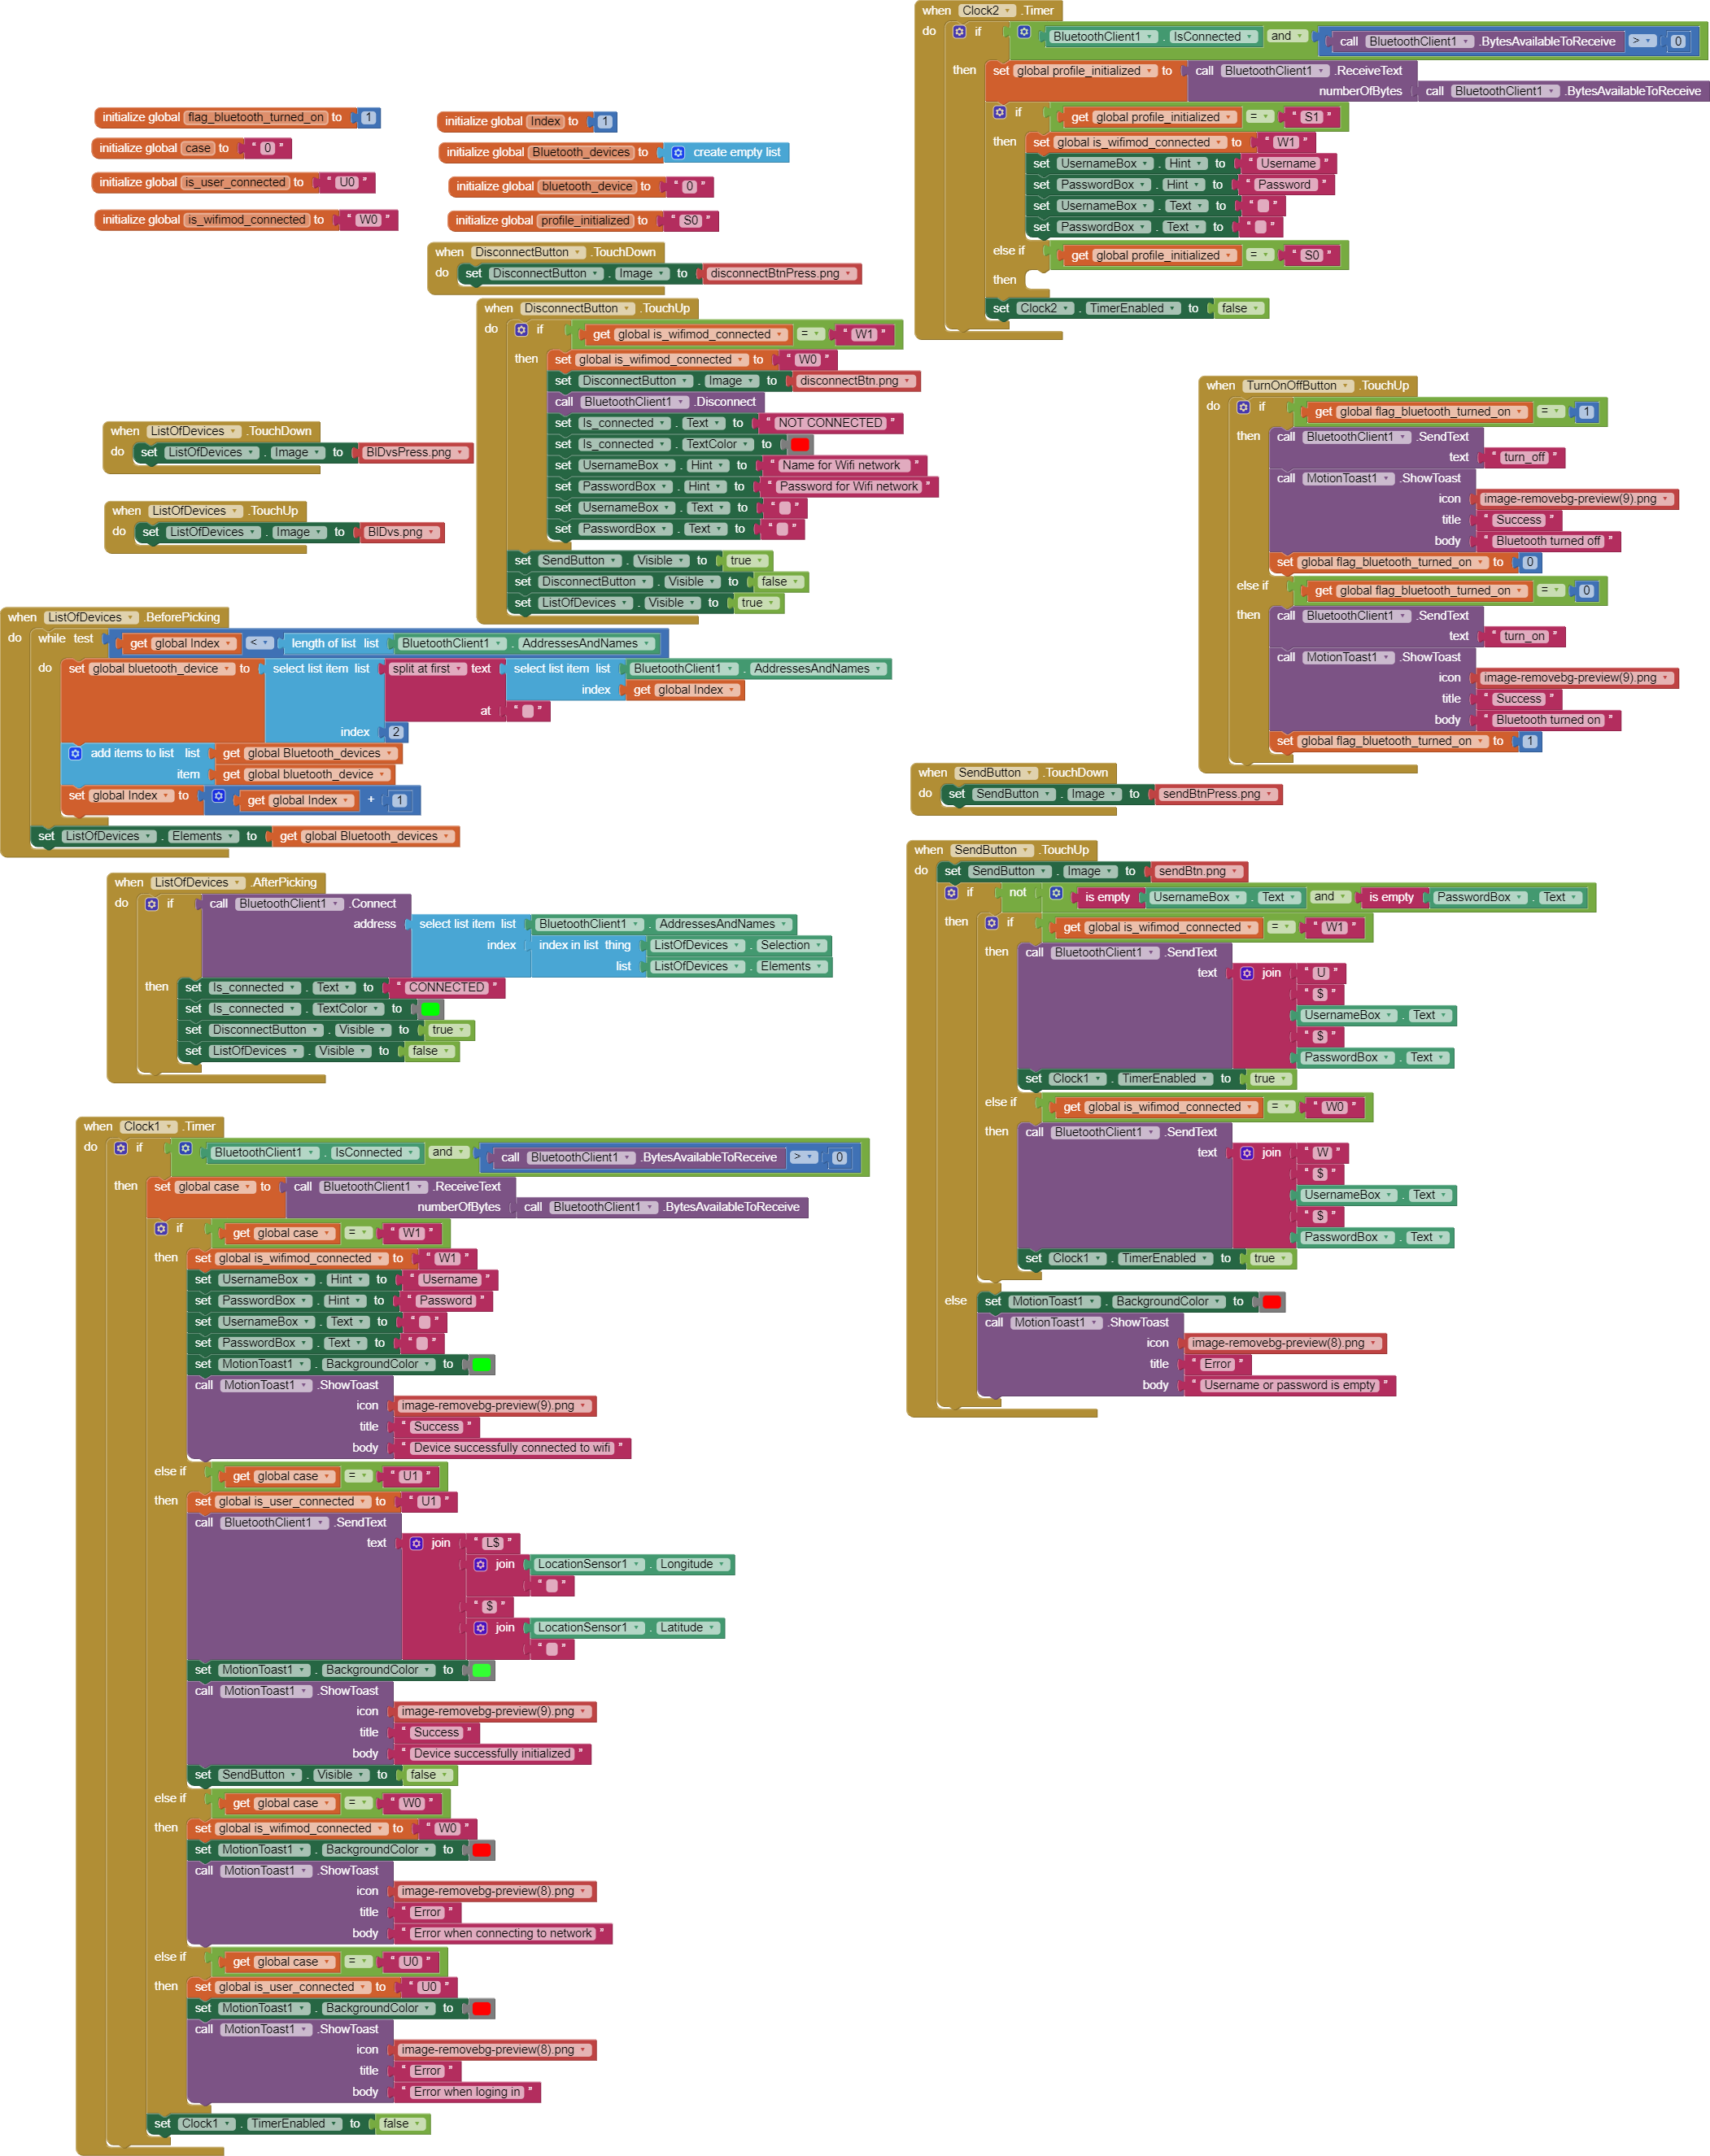 initialize global flag_bluetooth_turned_on to 1
initialize global case to " 0 "
initialize global is_user_connected to " U0 "
initialize global is_wifimod_connected to " W0 "
initialize global Index to 1
initialize global Bluetooth_devices to create empty list
initialize global bluetooth_device to " 0 "
initialize global profile_initialized to " S0 "
when DisconnectButton .TouchDown
do set DisconnectButton . Image to disconnectBtnPress.png
when DisconnectButton .TouchUp
do if get global is_wifimod_connected = " W1 "
then set global is_wifimod_connected to " W0 "
set DisconnectButton . Image to disconnectBtn.png
call BluetoothClient1 .Disconnect
set Is_connected . Text to " NOT CONNECTED "
set Is_connected . TextColor to
set UsernameBox . Hint to " Name for Wifi network "
set PasswordBox . Hint to " Password for Wifi network "
set UsernameBox . Text to " "
set PasswordBox . Text to " "
set SendButton . Visible to true
set DisconnectButton . Visible to false
set ListOfDevices . Visible to true
when ListOfDevices .TouchDown
do set ListOfDevices . Image to BlDvsPress.png
when ListOfDevices .TouchUp
do set ListOfDevices . Image to BlDvs.png
when ListOfDevices .BeforePicking
do while test get global Index < length of list list BluetoothClient1 . AddressesAndNames
do set global bluetooth_device to select list item list split at first text select list item list BluetoothClient1 . AddressesAndNames
index get global Index
at " "
index 2
add items to list list get global Bluetooth_devices
item get global bluetooth_device
set global Index to get global Index + 1
set ListOfDevices . Elements to get global Bluetooth_devices
when ListOfDevices .AfterPicking
do if call BluetoothClient1 .Connect
address select list item list BluetoothClient1 . AddressesAndNames
index index in list thing ListOfDevices . Selection
list ListOfDevices . Elements
then set Is_connected . Text to " CONNECTED "
set Is_connected . TextColor to
set DisconnectButton . Visible to true
set ListOfDevices . Visible to false
when Clock1 .Timer
do if BluetoothClient1 . IsConnected and call BluetoothClient1 .BytesAvailableToReceive > 0
then set global case to call BluetoothClient1 .ReceiveText
numberOfBytes call BluetoothClient1 .BytesAvailableToReceive
if get global case = " W1 "
then set global is_wifimod_connected to " W1 "
set UsernameBox . Hint to " Username "
set PasswordBox . Hint to " Password "
set UsernameBox . Text to " "
set PasswordBox . Text to " "
set MotionToast1 . BackgroundColor to
call MotionToast1 .ShowToast
icon image-removebg-preview(9).png
title " Success "
body " Device successfully connected to wifi "
else if get global case = " U1 "
then set global is_user_connected to " U1 "
call BluetoothClient1 .SendText
text join " L$ "
join LocationSensor1 . Longitude
" "
" $ "
join LocationSensor1 . Latitude
" "
set MotionToast1 . BackgroundColor to
call MotionToast1 .ShowToast
icon image-removebg-preview(9).png
title " Success "
body " Device successfully initialized "
set SendButton . Visible to false
else if get global case = " W0 "
then set global is_wifimod_connected to " W0 "
set MotionToast1 . BackgroundColor to
call MotionToast1 .ShowToast
icon image-removebg-preview(8).png
title " Error "
body " Error when connecting to network "
else if get global case = " U0 "
then set global is_user_connected to " U0 "
set MotionToast1 . BackgroundColor to
call MotionToast1 .ShowToast
icon image-removebg-preview(8).png
title " Error "
body " Error when loging in "
set Clock1 . TimerEnabled to false
when Clock2 .Timer
do if BluetoothClient1 . IsConnected and call BluetoothClient1 .BytesAvailableToReceive > 0
then set global profile_initialized to call BluetoothClient1 .ReceiveText
numberOfBytes call BluetoothClient1 .BytesAvailableToReceive
if get global profile_initialized = " S1 "
then set global is_wifimod_connected to " W1 "
set UsernameBox . Hint to " Username "
set PasswordBox . Hint to " Password "
set UsernameBox . Text to " "
set PasswordBox . Text to " "
else if get global profile_initialized = " S0 "
then
set Clock2 . TimerEnabled to false
when TurnOnOffButton .TouchUp
do if get global flag_bluetooth_turned_on = 1
then call BluetoothClient1 .SendText
text " turn_off "
call MotionToast1 .ShowToast
icon image-removebg-preview(9).png
title " Success "
body " Bluetooth turned off "
set global flag_bluetooth_turned_on to 0
else if get global flag_bluetooth_turned_on = 0
then call BluetoothClient1 .SendText
text " turn_on "
call MotionToast1 .ShowToast
icon image-removebg-preview(9).png
title " Success "
body " Bluetooth turned on "
set global flag_bluetooth_turned_on to 1
when SendButton .TouchDown
do set SendButton . Image to sendBtnPress.png
when SendButton .TouchUp
do set SendButton . Image to sendBtn.png
if not is empty UsernameBox . Text and is empty PasswordBox . Text
then if get global is_wifimod_connected = " W1 "
then call BluetoothClient1 .SendText
text join " U "
" $ "
UsernameBox . Text
" $ "
PasswordBox . Text
set Clock1 . TimerEnabled to true
else if get global is_wifimod_connected = " W0 "
then call BluetoothClient1 .SendText
text join " W "
" $ "
UsernameBox . Text
" $ "
PasswordBox . Text
set Clock1 . TimerEnabled to true
else set MotionToast1 . BackgroundColor to
call MotionToast1 .ShowToast
icon image-removebg-preview(8).png
title " Error "
body " Username or password is empty "